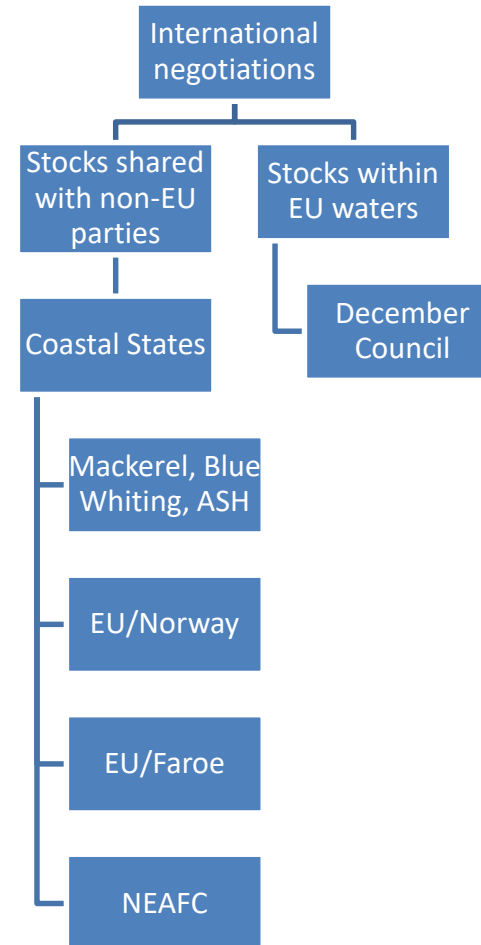 International
negotiations
Stocks shared
with non-EU
parties
Stocks within
EU waters
Coastal States
December
Council
Mackerel, Blue
Whiting, ASH
EU/Norway
EU/Faroe
NEAFC